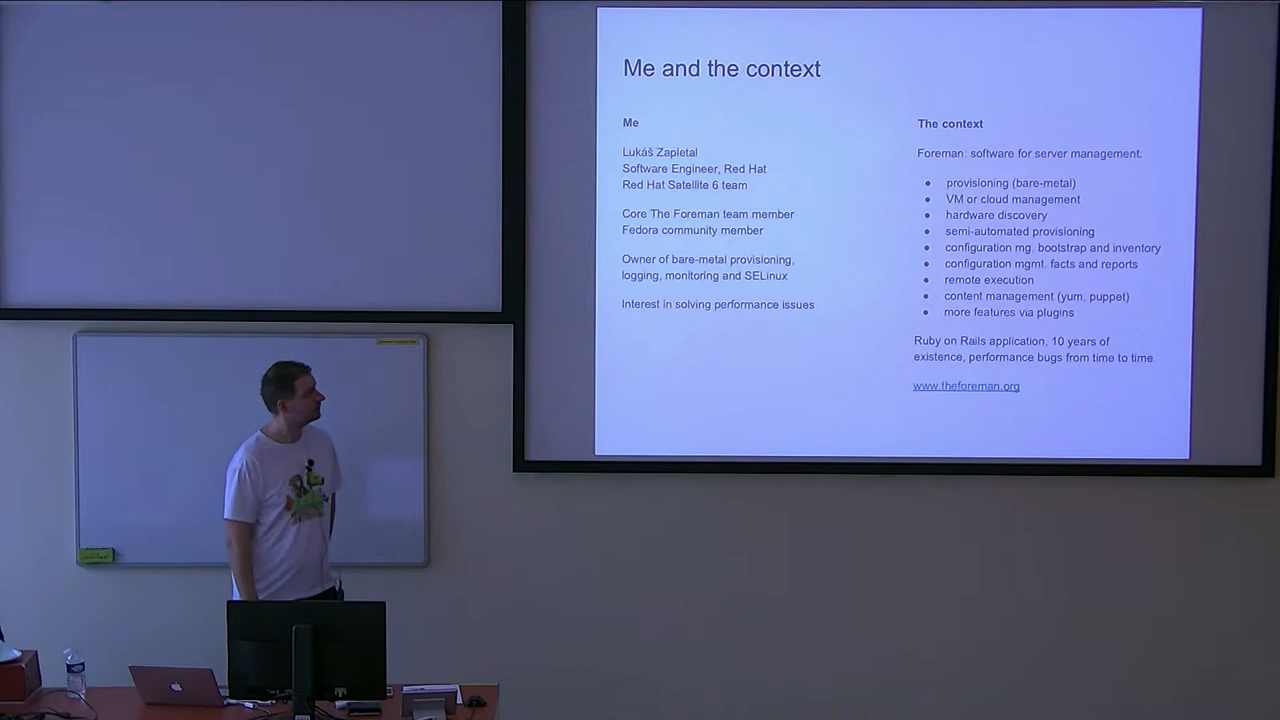 Me and the context
Me
Lukáš Zapletal
Software Engineer, Red Hat
Red Hat Satellite 6 team
Core The Foreman team member
Fedora community member
Owner of bare-metal provisioning,
logging, monitoring and SELinux
Interest in solving performance issues
The context
Foreman: software for server management.
provisioning (bare-metal)
VM or cloud management
hardware discovery
semi-automated provisioning
configuration mg. bootstrap and inventory
configuration mgmt. facts and reports
remote execution
content management (yum, puppet)
more features via plugins
Ruby on Rails application, 10 years of
existence, performance bugs from time to time.
www.theforeman.org